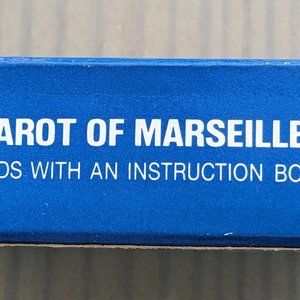 AROT OF MARSEILLE
DS WITH AN INSTRUCTION BO